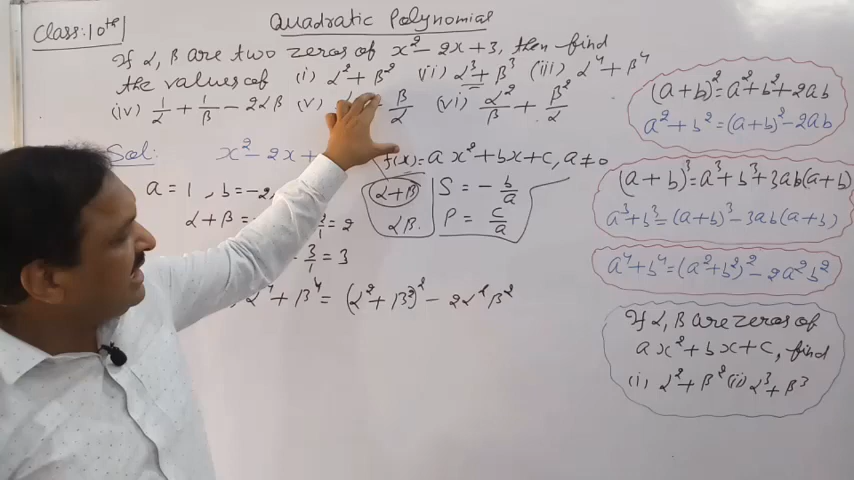 Quadratic Polynomial
Class:10th
If α, β are two zeros of x² - 2x + 3, then find
the values of (i) α² + β² (ii) α³ + β³ (iii) α⁴ + β⁴
(iv) 1/α + 1/β - 2αβ (v) β/α (vi) α²/β + β²/α
Sol: x² - 2x +
f(x) = ax² + bx + c, a ≠ 0
a = 1, b = -2,
α + β = 2/1 = 2
3/1 = 3
α + β
αβ.
S = - b/a
P = c/a
α⁴ + β⁴ = (α² + β²)² - 2α²β²
(a+b)² = a² + b² + 2ab
a² + b² = (a+b)² - 2ab
(a+b)³ = a³ + b³ + 3ab(a+b)
a³ + b³ = (a+b)³ - 3ab(a+b)
a⁴ + b⁴ = (a² + b²)² - 2a²b²
If α, β are zeros of
ax² + bx + c, find
(i) α² + β² (ii) α³ + β³